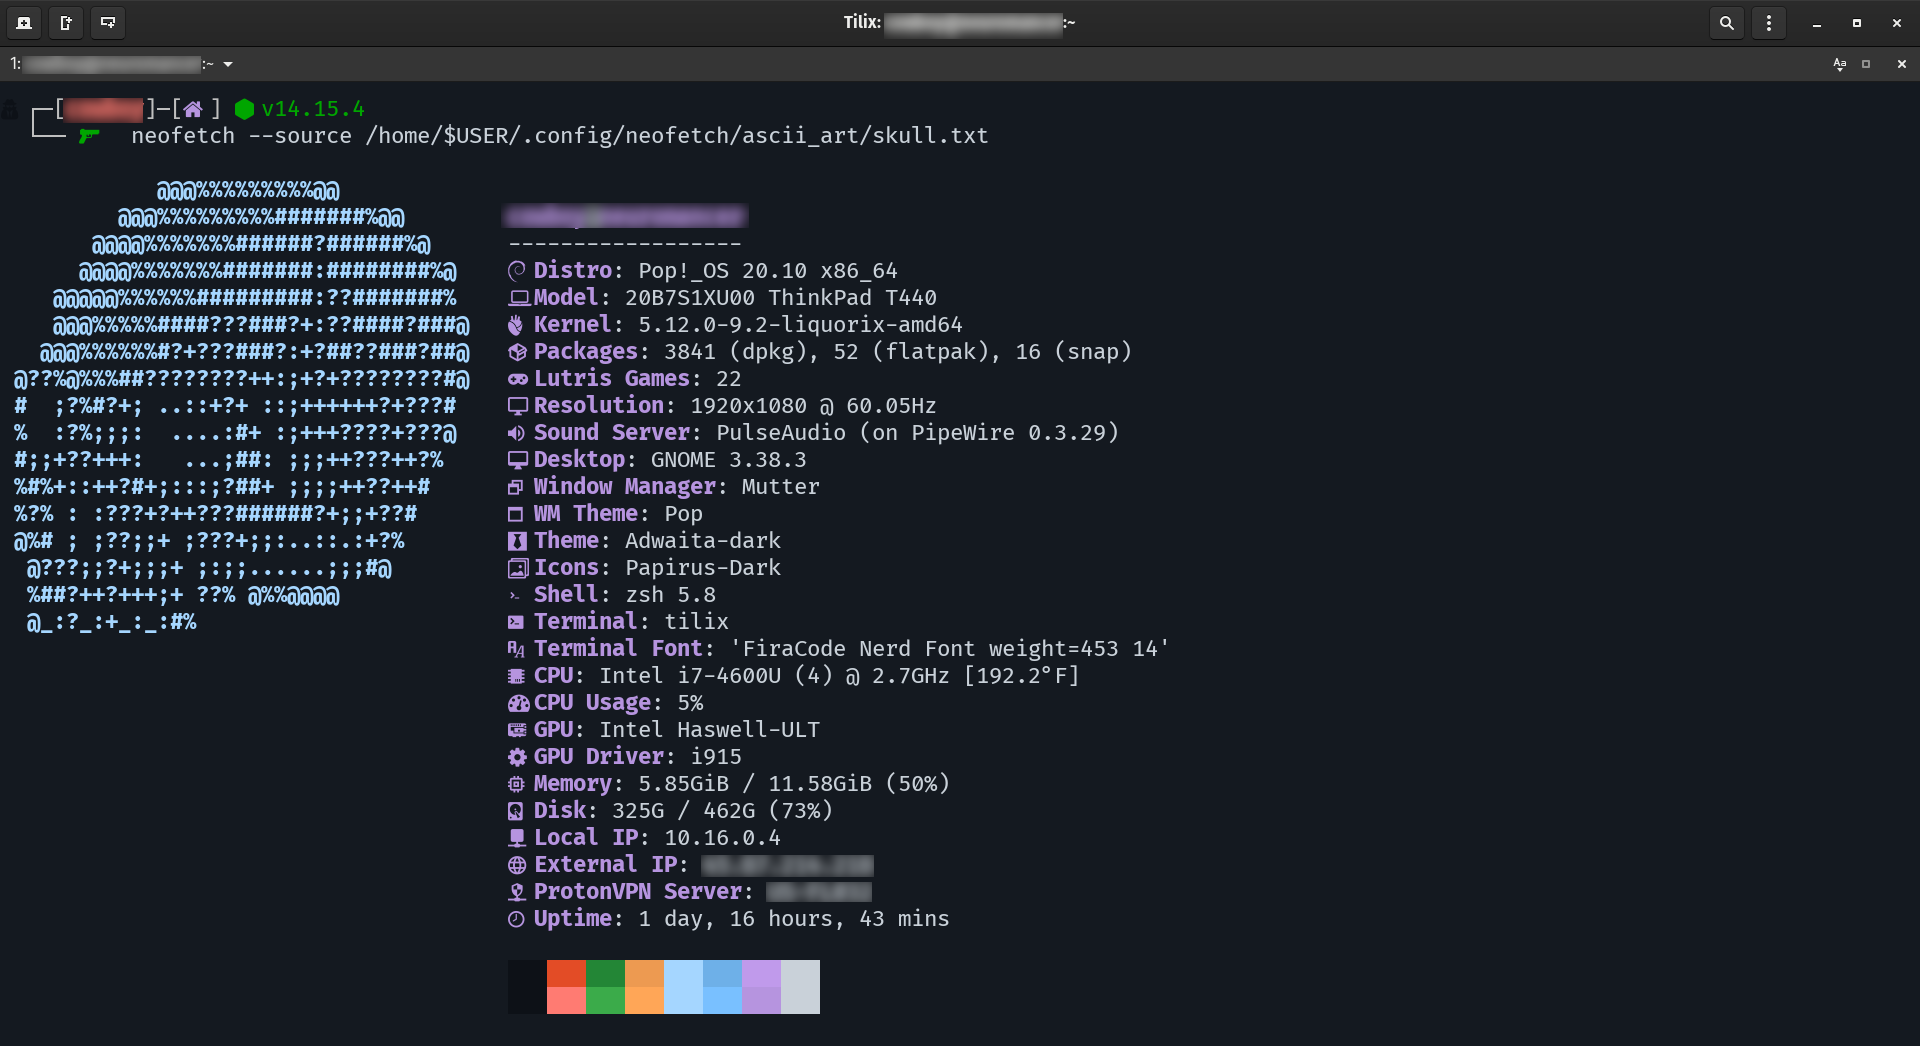 Tilix: :~
1: :~
[ ]─[ ] v14.15.4
neofetch --source /home/$USER/.config/neofetch/ascii_art/skull.txt
@@@%%%%%%%%%@@
@@@%%%%%%%%%#######%@@
@@@@%%%%%%%######?######%@
------------------
@@@@%%%%%%%#######:########%@
Distro: Pop!_OS 20.10 x86_64
@@@@@%%%%%%#########:??#######%
Model: 20B7S1XU00 ThinkPad T440
@@@%%%%%####???###?+:??####?###@
Kernel: 5.12.0-9.2-liquorix-amd64
@@@%%%%%%#?+???###?:+?##??###?##@
Packages: 3841 (dpkg), 52 (flatpak), 16 (snap)
@??%@%%%##????????++:;+?+????????#@
Lutris Games: 22
#  ;?%#?+; ..::+?+ ::;++++++?+???#
Resolution: 1920x1080 @ 60.05Hz
%  :?%;;;:  ....:#+ :;+++????+???@
Sound Server: PulseAudio (on PipeWire 0.3.29)
#;;+??+++:   ...;##: ;;;++???++?%
Desktop: GNOME 3.38.3
%#%+::++?#+;:::;?##+ ;;;;++??++#
Window Manager: Mutter
%?% : :???+?++???######?+;;+??#
WM Theme: Pop
@%# ; ;??;;+ ;???+;;:..::.:+?%
Theme: Adwaita-dark
@???;;?+;;;+ ;:;;......;;;#@
Icons: Papirus-Dark
%##?++?+++;+ ??% @%%@@@@
Shell: zsh 5.8
@_:?_:+_:_:#%
Terminal: tilix
Terminal Font: 'FiraCode Nerd Font weight=453 14'
CPU: Intel i7-4600U (4) @ 2.7GHz [192.2°F]
CPU Usage: 5%
GPU: Intel Haswell-ULT
GPU Driver: i915
Memory: 5.85GiB / 11.58GiB (50%)
Disk: 325G / 462G (73%)
Local IP: 10.16.0.4
External IP:
ProtonVPN Server:
Uptime: 1 day, 16 hours, 43 mins